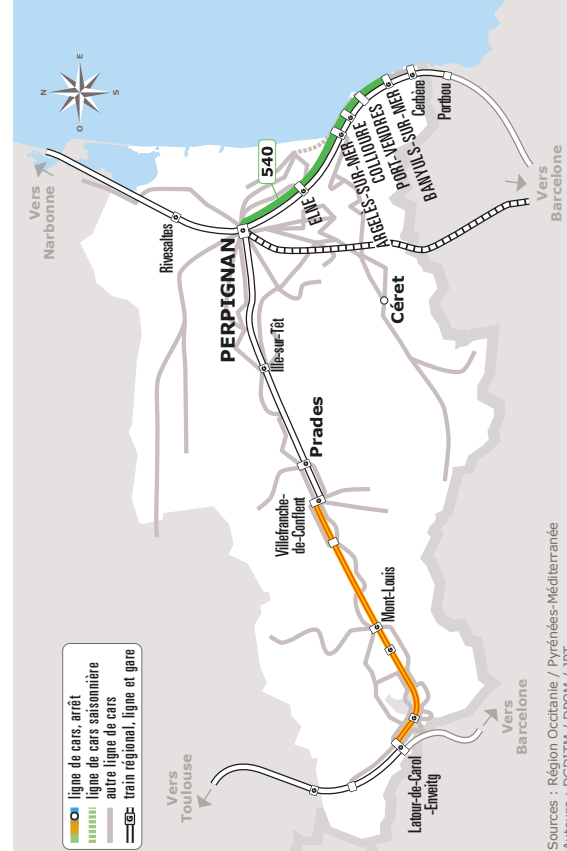 N
E
S
O
Vers
Narbonne
Rivesaltes
PERPIGNAN
540
ELNE
ARGELÈS-SUR-MER
COLLIOURE
PORT-VENDRES
BANYULS-SUR-MER
Cerbère
Portbou
Vers
Barcelone
Céret
Ille-sur-Têt
Prades
Villefranche-
de-Conflent
Mont-Louis
Latour-de-Carol
-Enveitg
Vers
Barcelone
Vers
Toulouse
ligne de cars, arrêt
ligne de cars saisonnière
autre ligne de cars
G train régional, ligne et gare
Sources : Région Occitanie / Pyrénées-Méditerranée